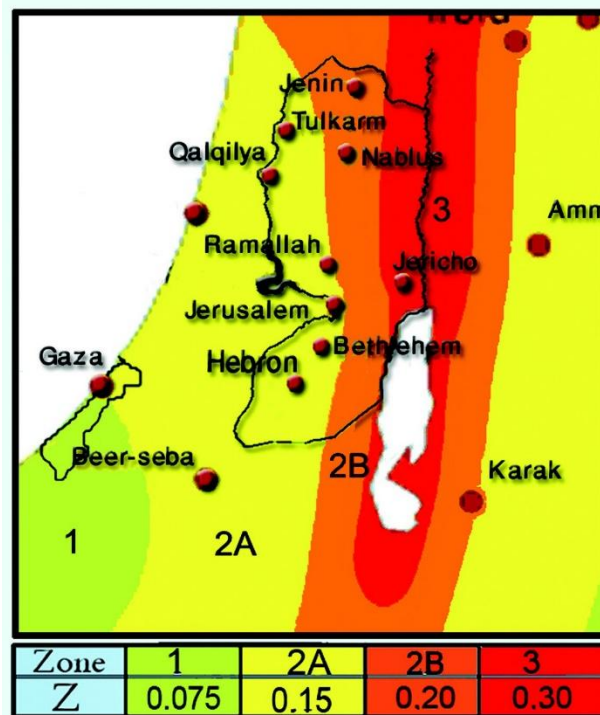 Jenin
Tulkarm
Qalqilya
Nablus
3
Amm
Ramallah
Jericho
Jerusalem
Bethlehem
Gaza
Hebron
Beer-seba
2B
Karak
1
2A
Zone 1 2A 2B 3
Z 0.075 0.15 0.20 0.30